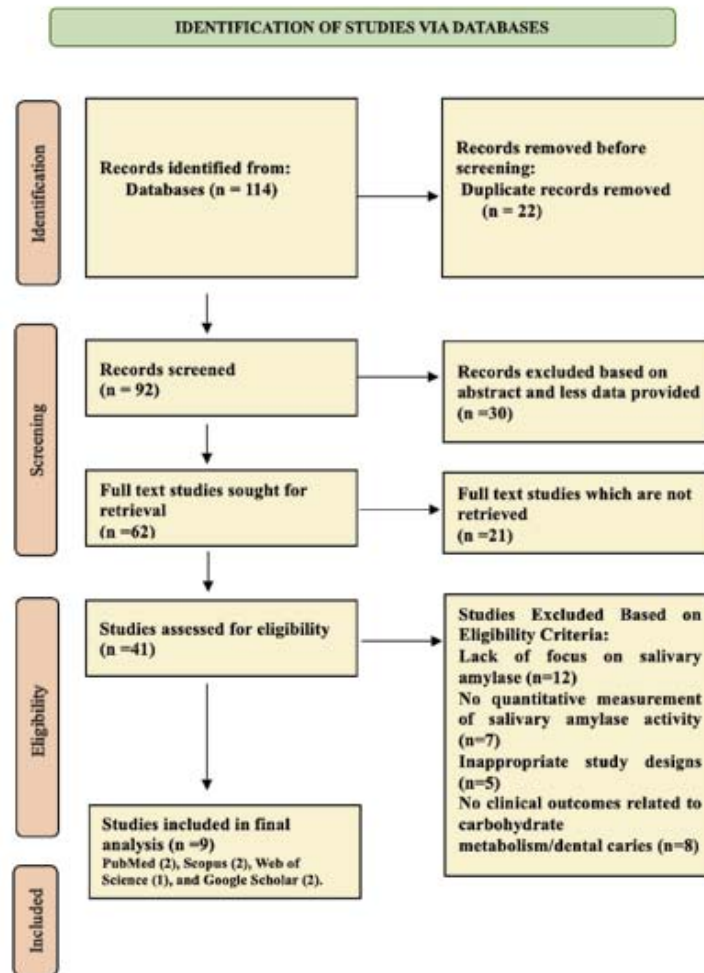 IDENTIFICATION OF STUDIES VIA DATABASES
Identification
Records identified from:
Databases (n = 114)
Records removed before
screening:
Duplicate records removed
(n = 22)
Screening
Records screened
(n = 92)
Records excluded based on
abstract and less data provided
(n =30)
Full text studies sought for
retrieval
(n =62)
Full text studies which are not
retrieved
(n =21)
Eligibility
Studies assessed for eligibility
(n =41)
Studies Excluded Based on
Eligibility Criteria:
Lack of focus on salivary
amylase (n=12)
No quantitative measurement
of salivary amylase activity
(n=7)
Inappropriate study designs
(n=5)
No clinical outcomes related to
carbohydrate
metabolism/dental caries (n=8)
Included
Studies included in final
analysis (n =9)
PubMed (2), Scopus (2), Web of
Science (1), and Google Scholar (2).